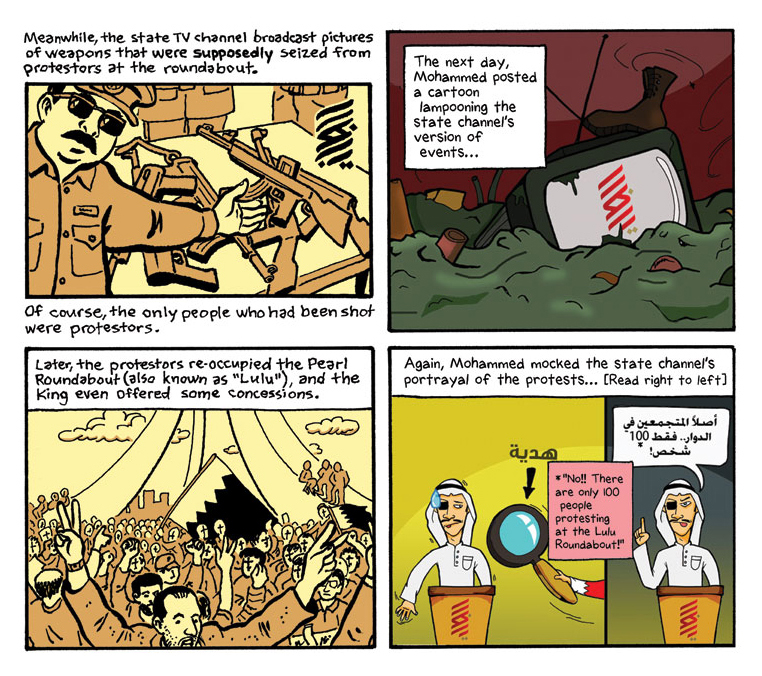 Meanwhile, the state TV channel broadcast pictures
of weapons that were supposedly seized from
protestors at the roundabout.
Of course, the only people who had been shot
were protestors.
The next day,
Mohammed posted
a cartoon
lampooning the
state channel's
version of
events...
Later, the protestors re-occupied the Pearl
Roundabout (also known as "Lulu"), and the
King even offered some concessions.
Again, Mohammed mocked the state channel's
portrayal of the protests... [Read right to left]
أصلاً المتجمعين في
الدوار.. فقط 100
شخص! *
*"No!! There
are only 100
people
protesting
at the Lulu
Roundabout!"
هدية